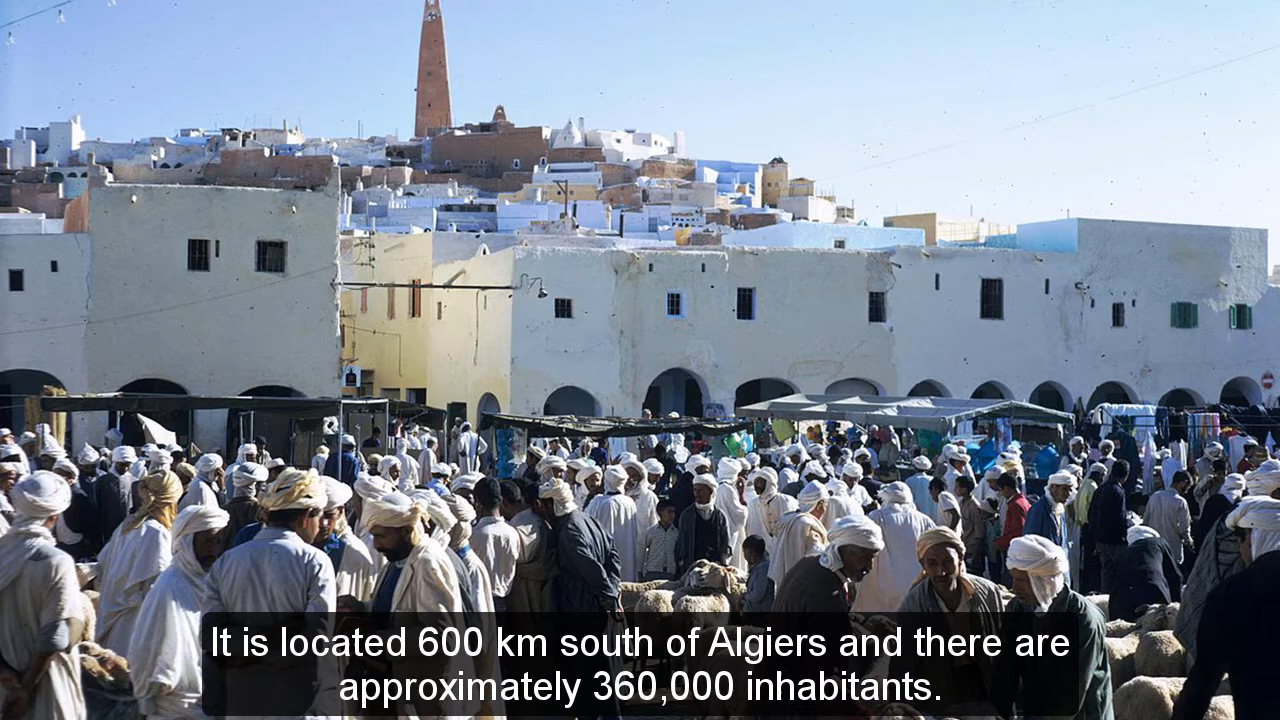 It is located 600 km south of Algiers and there are
approximately 360,000 inhabitants.